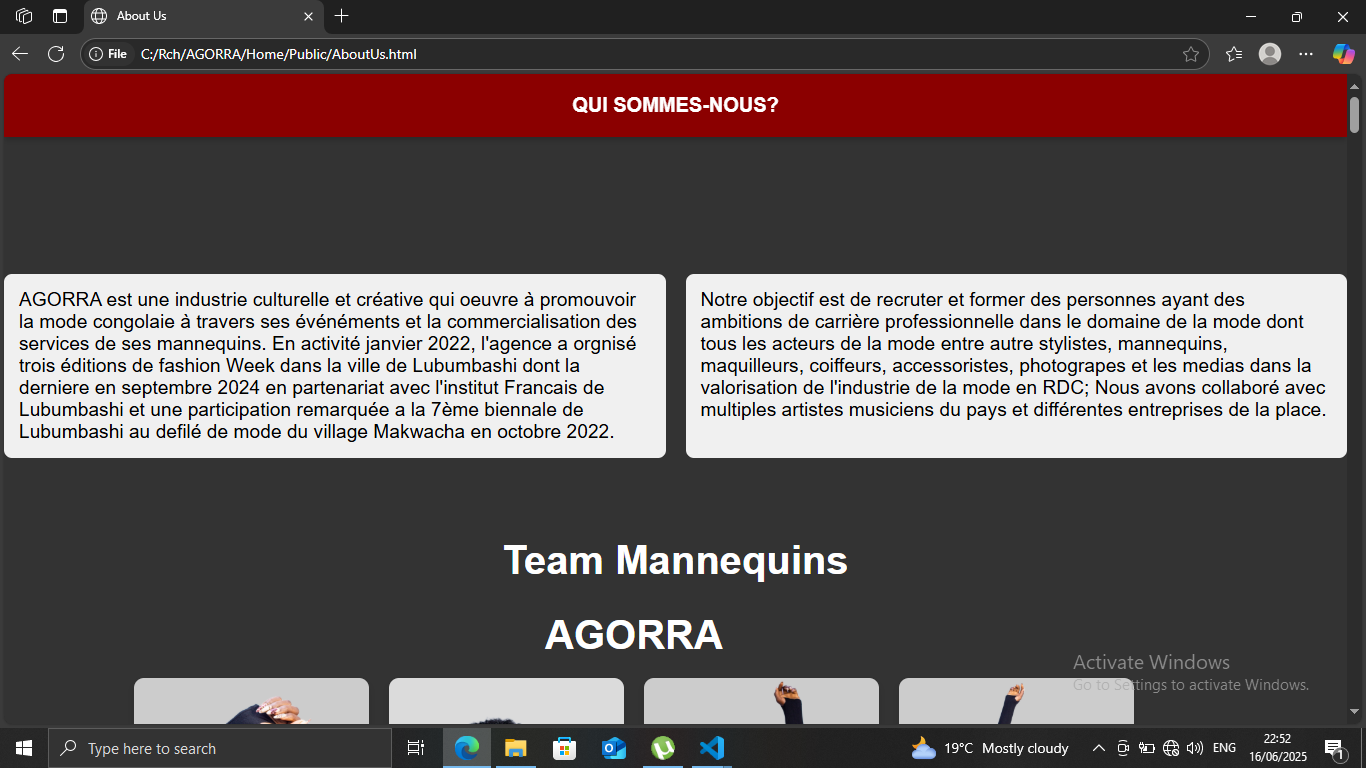 About Us
File C:/Rch/AGORRA/Home/Public/AboutUs.html
QUI SOMMES-NOUS?
AGORRA est une industrie culturelle et créative qui oeuvre à promouvoir
la mode congolaie à travers ses événéments et la commercialisation des
services de ses mannequins. En activité janvier 2022, l'agence a orgnisé
trois éditions de fashion Week dans la ville de Lubumbashi dont la
derniere en septembre 2024 en partenariat avec l'institut Francais de
Lubumbashi et une participation remarquée a la 7ème biennale de
Lubumbashi au defilé de mode du village Makwacha en octobre 2022.
Notre objectif est de recruter et former des personnes ayant des
ambitions de carrière professionnelle dans le domaine de la mode dont
tous les acteurs de la mode entre autre stylistes, mannequins,
maquilleurs, coiffeurs, accessoristes, photograpes et les medias dans la
valorisation de l'industrie de la mode en RDC; Nous avons collaboré avec
multiples artistes musiciens du pays et différentes entreprises de la place.
Team Mannequins
AGORRA
Activate Windows
Go to Settings to activate Windows.
Type here to search
19°C Mostly cloudy
ENG
22:52
16/06/2025
1